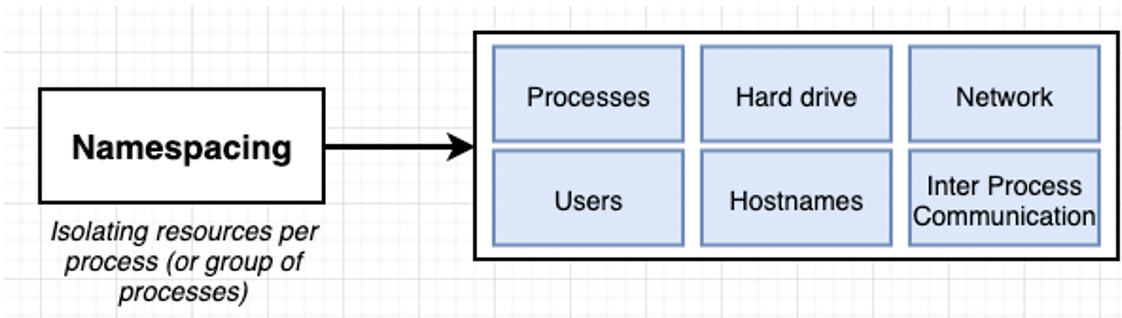 Namespacing
Isolating resources per
process (or group of
processes)
Processes
Hard drive
Network
Users
Hostnames
Inter Process
Communication